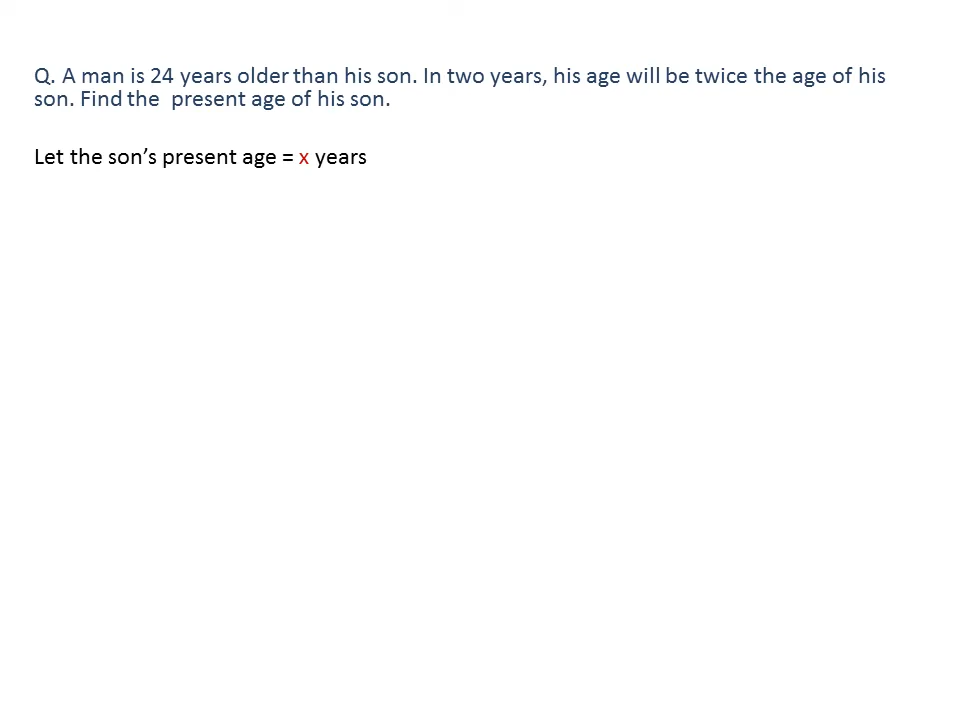 Q. A man is 24 years older than his son. In two years, his age will be twice the age of his
son. Find the  present age of his son.
Let the son’s present age = x years